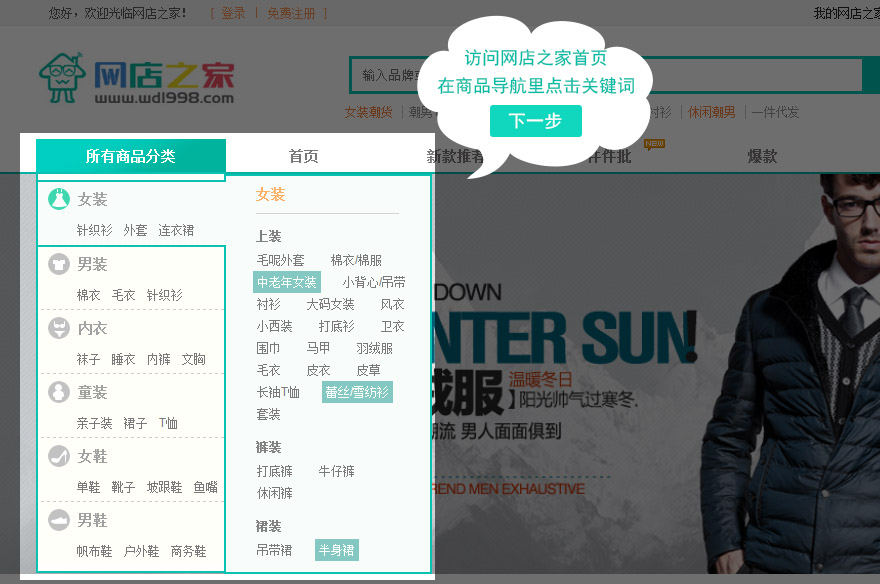 您好，欢迎光临网店之家！ [ 登录 | 免费注册 ]
我的网店之家
访问网店之家首页
在商品导航里点击关键词
下一步
网店之家
www.wdl998.com
输入品牌
女装潮货 潮男 衬衫 休闲潮男 一件代发
所有商品分类 首页 新款推荐 件件批 NEW 爆款
女装
针织衫 外套 连衣裙
男装
棉衣 毛衣 针织衫
内衣
袜子 睡衣 内裤 文胸
童装
亲子装 裙子 T恤
女鞋
单鞋 靴子 坡跟鞋 鱼嘴
男鞋
帆布鞋 户外鞋 商务鞋
女装
上装
毛呢外套 棉衣/棉服
中老年女装 小背心/吊带
衬衫 大码女装 风衣
小西装 打底衫 卫衣
围巾 马甲 羽绒服
毛衣 皮衣 皮草
长袖T恤 蕾丝/雪纺衫
套装
裤装
打底裤 牛仔裤
休闲裤
裙装
吊带裙 半身裙
DOWN
NTER SUN!
绒服 温暖冬日
】阳光帅气过寒冬.
潮流 男人面面俱到
REND MEN EXHAUSTIVE